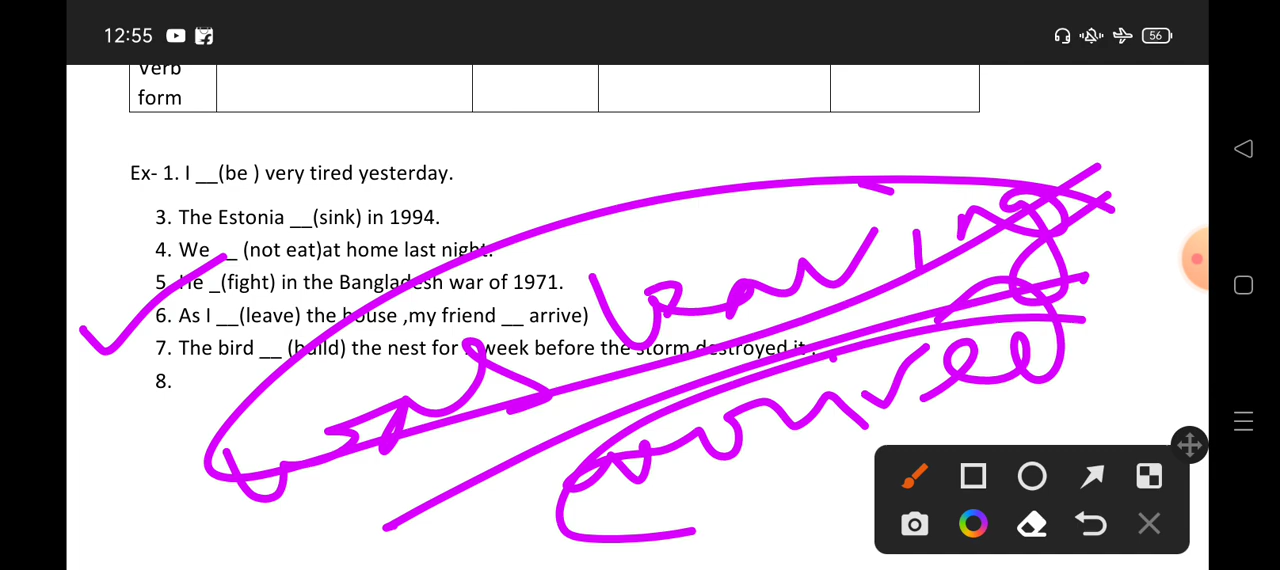 12:55
56
Verb
form
Ex- 1. I __(be ) very tired yesterday.
3. The Estonia __(sink) in 1994.
4. We __ (not eat)at home last night.
5. He _(fight) in the Bangladesh war of 1971.
6. As I __(leave) the house ,my friend __ arrive)
7. The bird __ (build) the nest for a week before the storm destroyed it .
8.
was leaving
arrived